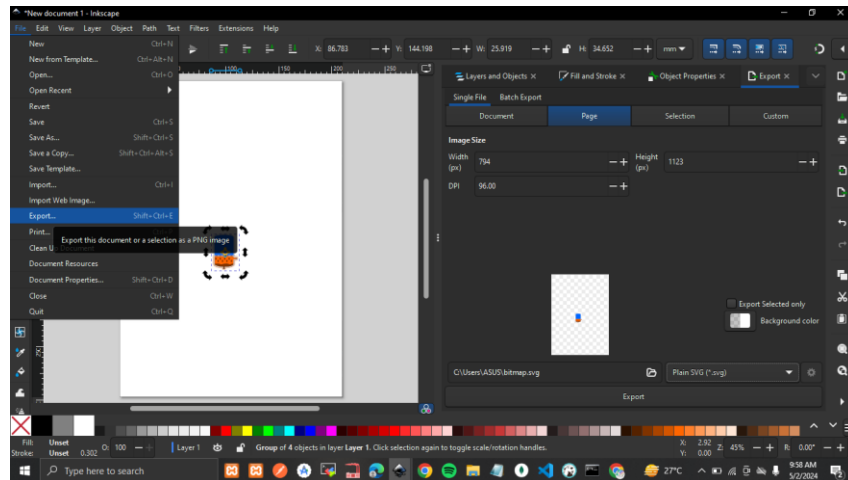 *New document 1 - Inkscape
File Edit View Layer Object Path Text Filters Extensions Help
New Ctrl+N
New from Template... Ctrl+Alt+N
Open... Ctrl+O
Open Recent
Revert
Save Ctrl+S
Save As... Shift+Ctrl+S
Save a Copy... Shift+Ctrl+Alt+S
Save Template...
Import... Ctrl+I
Import Web Image...
Export... Shift+Ctrl+E
Print...
Export this document or a selection as a PNG image
Clean U
Document Resources
Document Properties... Shift+Ctrl+D
Close Ctrl+W
Quit Ctrl+Q
X: 86.783 Y: 144.198 W: 25.919 H: 34.652 mm
Layers and Objects Fill and Stroke Object Properties Export
Single File Batch Export
Document Page Selection Custom
Image Size
Width (px) 794 Height (px) 1123
DPI 96.00
Export Selected only
Background color
C:\Users\ASUS\bitmap.svg Plain SVG (*.svg)
Export
Fill: Unset
Stroke: Unset 0.302 O: 100 Layer 1 Group of 4 objects in layer Layer 1. Click selection again to toggle scale/rotation handles. X: 2.92 Y: 0.00 Z: 45% R: 0.00°
Type here to search 27°C 9:58 AM
5/2/2024